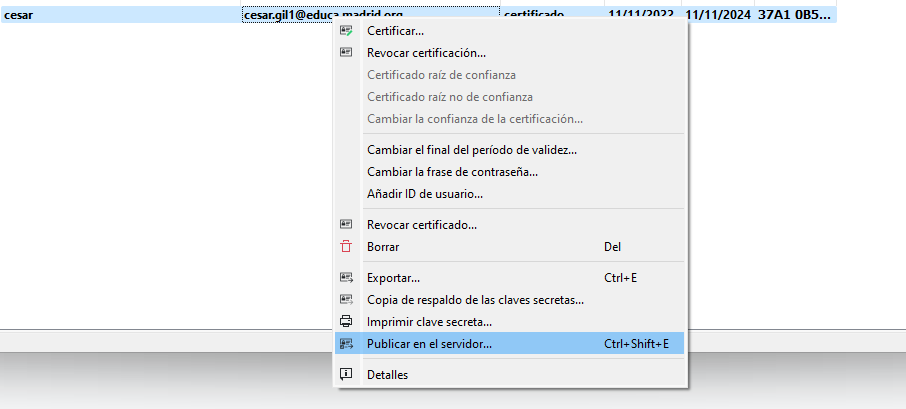 cesar cesar.gil1@educa.madrid.org certificado 11/11/2022 11/11/2024 37A1 0B5...
Certificar...
Revocar certificación...
Certificado raíz de confianza
Certificado raíz no de confianza
Cambiar la confianza de la certificación...
Cambiar el final del período de validez...
Cambiar la frase de contraseña...
Añadir ID de usuario...
Revocar certificado...
Borrar Del
Exportar... Ctrl+E
Copia de respaldo de las claves secretas...
Imprimir clave secreta...
Publicar en el servidor... Ctrl+Shift+E
Detalles